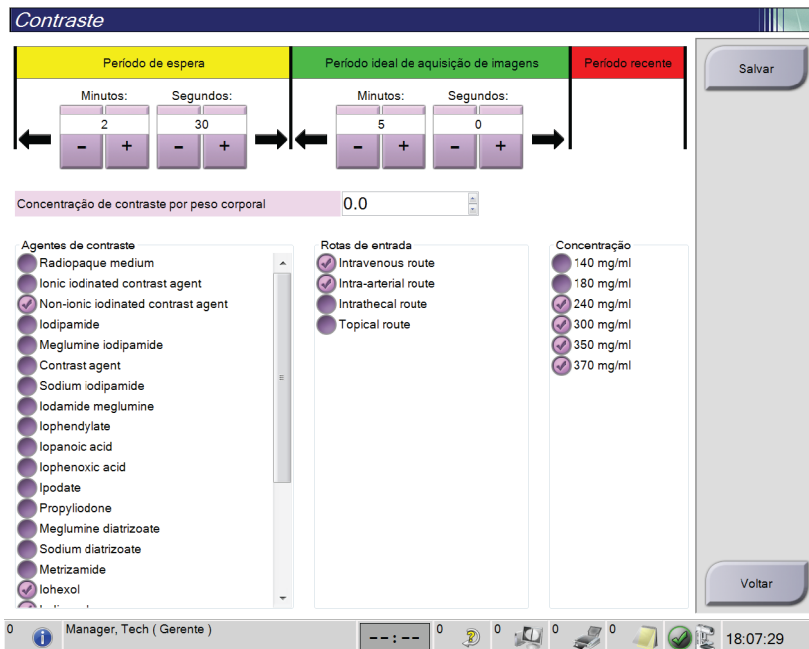 Contraste
Período de espera
Período ideal de aquisição de imagens
Período recente
Salvar
Minutos:
Segundos:
Minutos:
Segundos:
2
30
5
0
- + - + - + - +
Concentração de contraste por peso corporal
0.0
Agentes de contraste
Radiopaque medium
Ionic iodinated contrast agent
Non-ionic iodinated contrast agent
Iodipamide
Meglumine iodipamide
Contrast agent
Sodium iodipamide
Iodamide meglumine
Iophendylate
Iopanoic acid
Iophenoxic acid
Ipodate
Propyliodone
Meglumine diatrizoate
Sodium diatrizoate
Metrizamide
Iohexol
Rotas de entrada
Intravenous route
Intra-arterial route
Intrathecal route
Topical route
Concentração
140 mg/ml
180 mg/ml
240 mg/ml
300 mg/ml
350 mg/ml
370 mg/ml
Voltar
0
Manager, Tech ( Gerente )
--:--
0
0
0
0
18:07:29